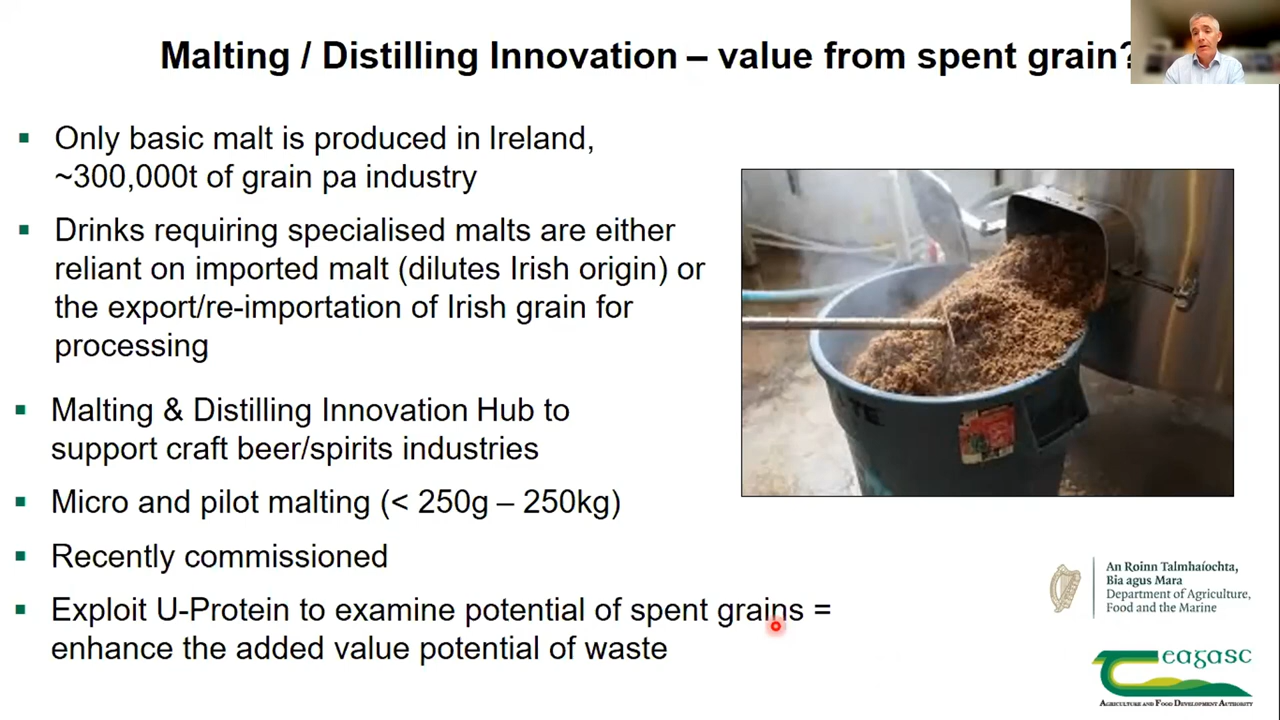 Malting / Distilling Innovation – value from spent grain?
▪ Only basic malt is produced in Ireland,
~300,000t of grain pa industry
▪ Drinks requiring specialised malts are either
reliant on imported malt (dilutes Irish origin) or
the export/re-importation of Irish grain for
processing
▪ Malting & Distilling Innovation Hub to
support craft beer/spirits industries
▪ Micro and pilot malting (< 250g – 250kg)
▪ Recently commissioned
▪ Exploit U-Protein to examine potential of spent grains =
enhance the added value potential of waste
An Roinn Talmhaíochta,
Bia agus Mara
Department of Agriculture,
Food and the Marine
Teagasc
Agriculture and Food Development Authority